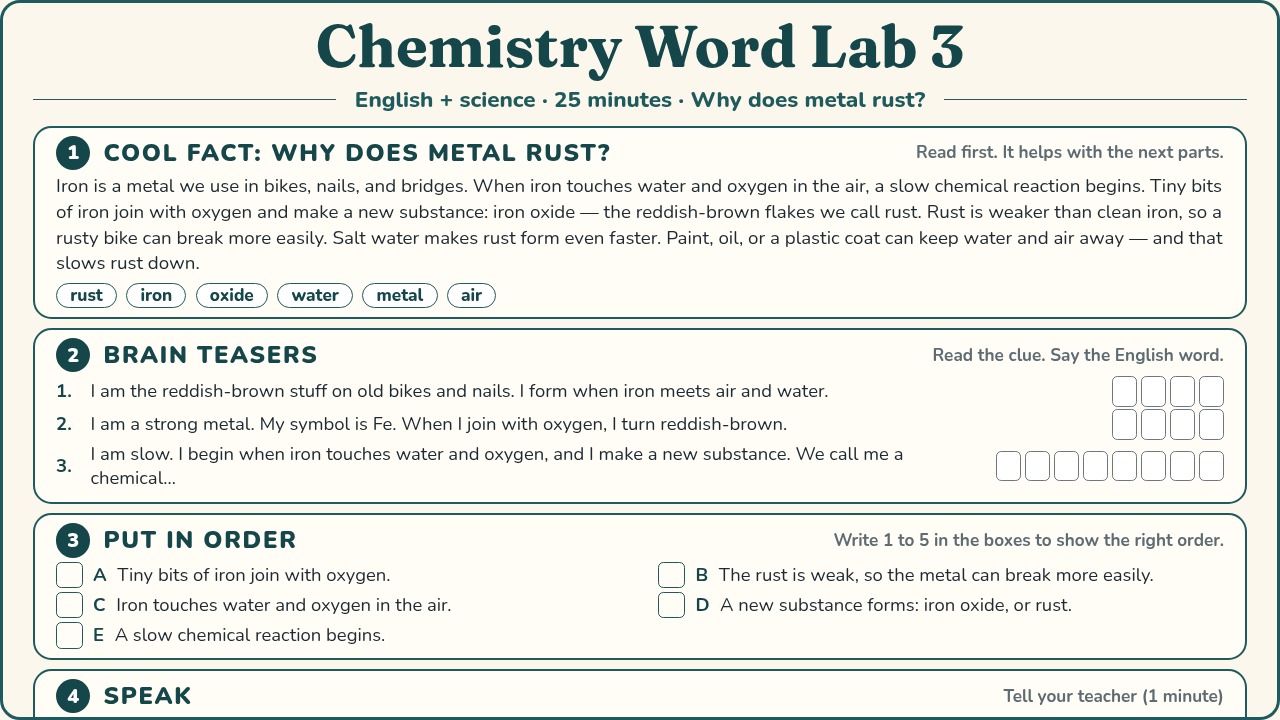 Chemistry Word Lab 3
English + science · 25 minutes · Why does metal rust?
1 COOL FACT: WHY DOES METAL RUST? Read first. It helps with the next parts.
Iron is a metal we use in bikes, nails, and bridges. When iron touches water and oxygen in the air, a slow chemical reaction begins. Tiny bits
of iron join with oxygen and make a new substance: iron oxide — the reddish-brown flakes we call rust. Rust is weaker than clean iron, so a
rusty bike can break more easily. Salt water makes rust form even faster. Paint, oil, or a plastic coat can keep water and air away — and that
slows rust down.
rust iron oxide water metal air
2 BRAIN TEASERS Read the clue. Say the English word.
1. I am the reddish-brown stuff on old bikes and nails. I form when iron meets air and water.
2. I am a strong metal. My symbol is Fe. When I join with oxygen, I turn reddish-brown.
3. I am slow. I begin when iron touches water and oxygen, and I make a new substance. We call me a
chemical...
3 PUT IN ORDER Write 1 to 5 in the boxes to show the right order.
A Tiny bits of iron join with oxygen.
B The rust is weak, so the metal can break more easily.
C Iron touches water and oxygen in the air.
D A new substance forms: iron oxide, or rust.
E A slow chemical reaction begins.
4 SPEAK Tell your teacher (1 minute)